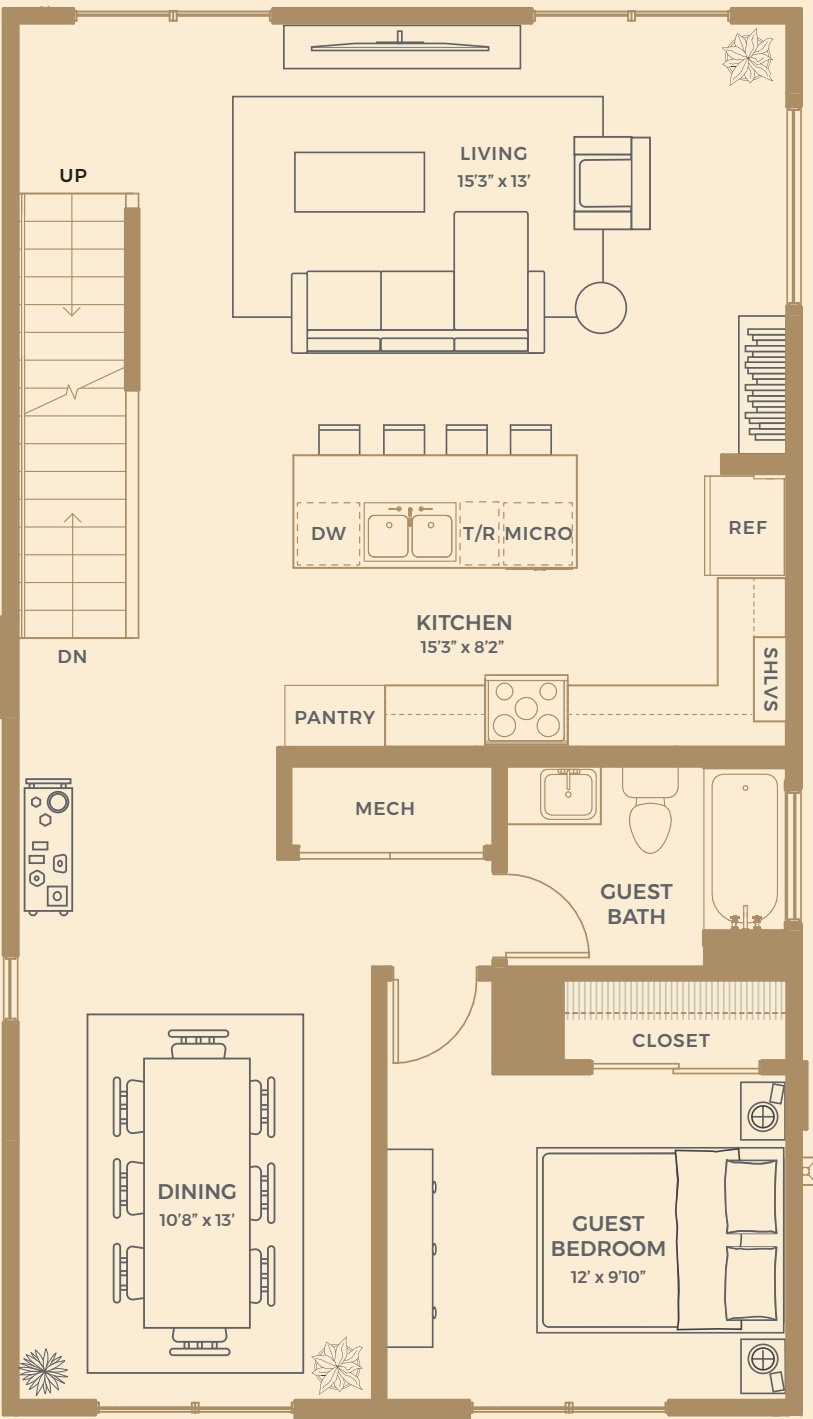 UP
LIVING
15'3" x 13'
DW
T/R
MICRO
REF
KITCHEN
15'3" x 8'2"
DN
SHLVS
PANTRY
MECH
GUEST
BATH
CLOSET
DINING
10'8" x 13'
GUEST
BEDROOM
12' x 9'10"